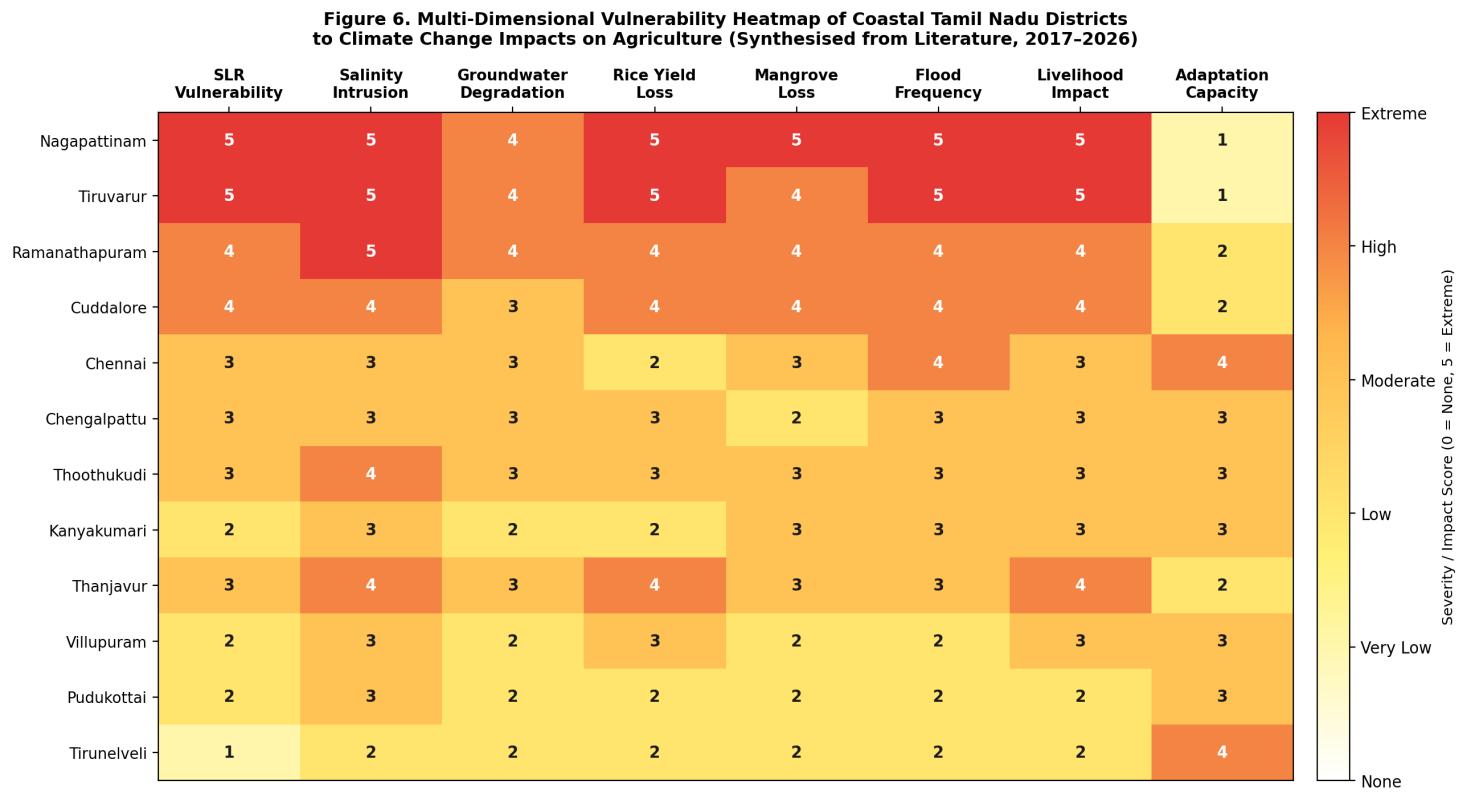 Figure 6. Multi-Dimensional Vulnerability Heatmap of Coastal Tamil Nadu Districts
to Climate Change Impacts on Agriculture (Synthesised from Literature, 2017–2026)
SLR Vulnerability
Salinity Intrusion
Groundwater Degradation
Rice Yield Loss
Mangrove Loss
Flood Frequency
Livelihood Impact
Adaptation Capacity
Nagapattinam 5 5 4 5 5 5 5 1
Tiruvarur 5 5 4 5 4 5 5 1
Ramanathapuram 4 5 4 4 4 4 4 2
Cuddalore 4 4 3 4 4 4 4 2
Chennai 3 3 3 2 3 4 3 4
Chengalpattu 3 3 3 3 2 3 3 3
Thoothukudi 3 4 3 3 3 3 3 3
Kanyakumari 2 3 2 2 3 3 3 3
Thanjavur 3 4 3 4 3 3 4 2
Villupuram 2 3 2 3 2 2 3 3
Pudukottai 2 3 2 2 2 2 2 3
Tirunelveli 1 2 2 2 2 2 2 4
Extreme
High
Moderate
Low
Very Low
None
Severity / Impact Score (0 = None, 5 = Extreme)